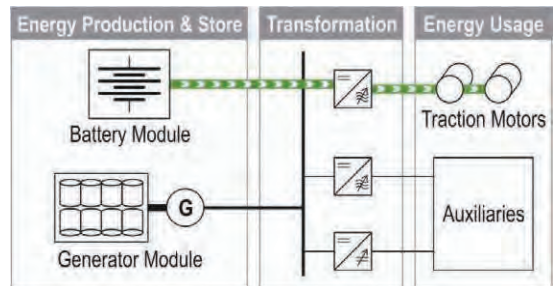 Energy Production & Store
Transformation
Energy Usage
Battery Module
Traction Motors
G
Generator Module
Auxiliaries